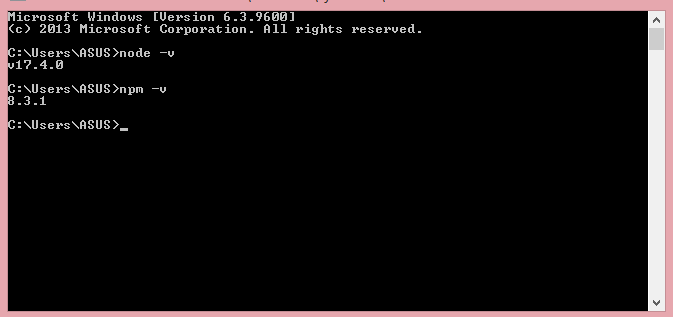 Microsoft Windows [Version 6.3.9600]
(c) 2013 Microsoft Corporation. All rights reserved.
C:\Users\ASUS>node -v
v17.4.0
C:\Users\ASUS>npm -v
8.3.1
C:\Users\ASUS>_